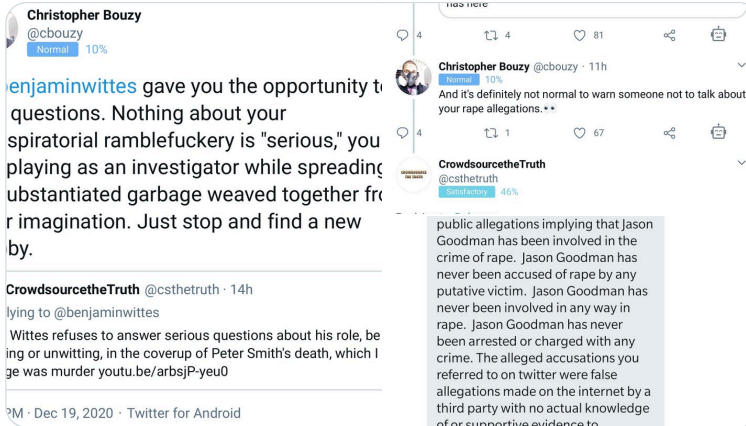 Christopher Bouzy
@cbouzy
Normal 10%
enjaminwittes gave you the opportunity t
questions. Nothing about your
spiratorial ramblefuckery is "serious," you
playing as an investigator while spreading
ubstantiated garbage weaved together fr
r imagination. Just stop and find a new
by.
CrowdsourcetheTruth @csthetruth · 14h
lying to @benjaminwittes
Wittes refuses to answer serious questions about his role, be
ing or unwitting, in the coverup of Peter Smith's death, which I
ge was murder youtu.be/arbsjP-yeu0
PM · Dec 19, 2020 · Twitter for Android
has here
4 4 81
Christopher Bouzy @cbouzy · 11h
Normal 10%
And it's definitely not normal to warn someone not to talk about
your rape allegations.👀
4 1 67
CROWDSOURCE
THE TRUTH
CrowdsourcetheTruth
@csthetruth
Satisfactory 46%
public allegations implying that Jason
Goodman has been involved in the
crime of rape. Jason Goodman has
never been accused of rape by any
putative victim. Jason Goodman has
never been involved in any way in
rape. Jason Goodman has never
been arrested or charged with any
crime. The alleged accusations you
referred to on twitter were false
allegations made on the internet by a
third party with no actual knowledge
of or supportive evidence to